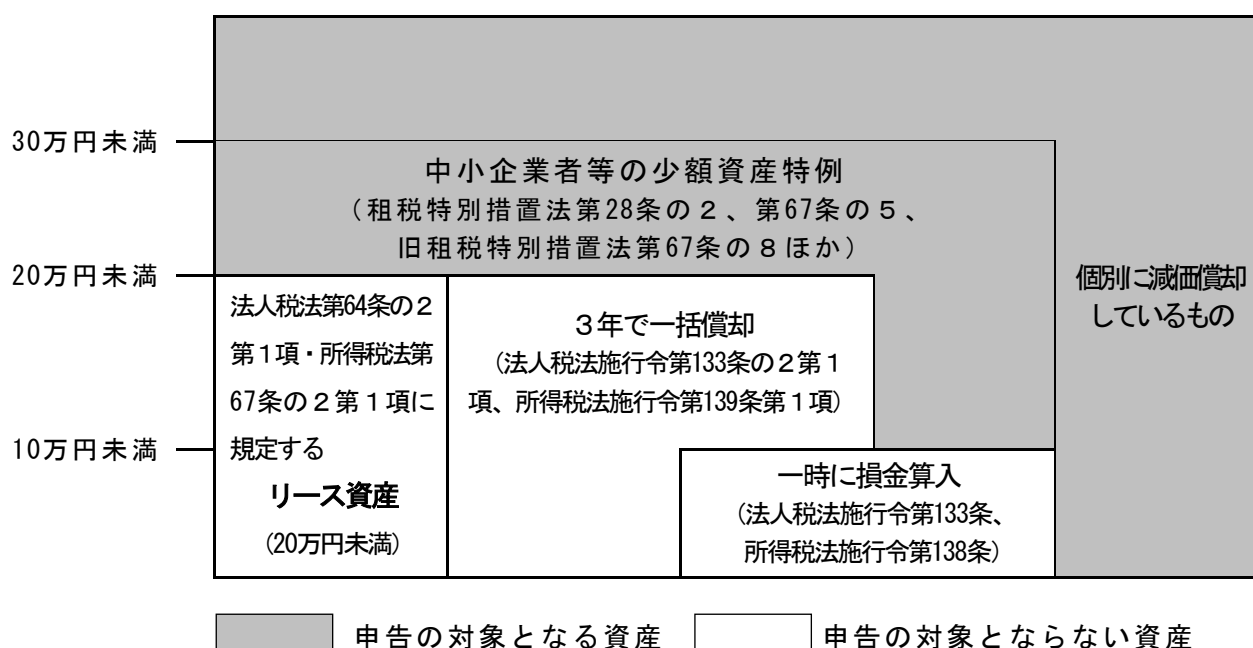 30万円未満
中小企業者等の少額資産特例
(租税特別措置法第28条の2、第67条の5、
旧租税特別措置法第67条の8ほか)
20万円未満
法人税法第64条の2
第1項・所得税法第
67条の2第1項に
規定する
リース資産
(20万円未満)
3年で一括償却
(法人税法施行令第133条の2第1
項、所得税法施行令第139条第1項)
個別に減価償却
しているもの
10万円未満
一時に損金算入
(法人税法施行令第133条、
所得税法施行令第138条)
申告の対象となる資産
申告の対象とならない資産